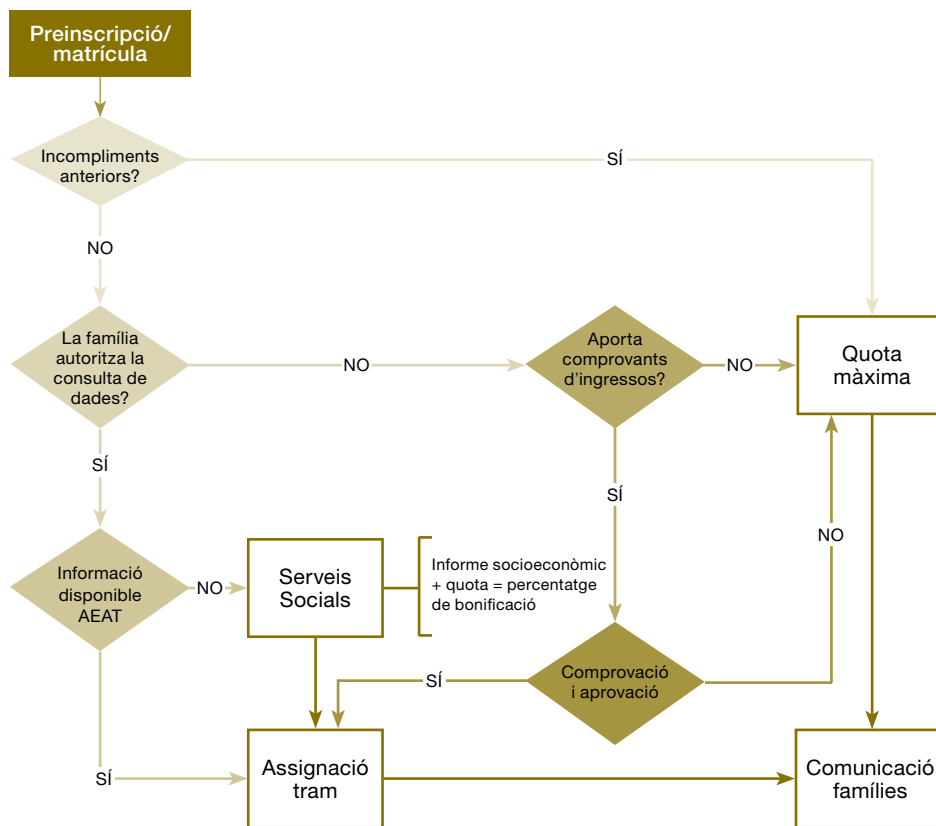 Preinscripció/
matrícula
Incompliments
anteriors?
SÍ
NO
La família
autoritza la
consulta de
dades?
NO
Aporta
comprovants
d'ingressos?
NO
Quota
màxima
SÍ
SÍ
NO
Informació
disponible
AEAT
NO
Serveis
Socials
Informe socioeconòmic
+ quota = percentatge
de bonificació
Comprovació
i aprovació
SÍ
SÍ
Assignació
tram
Comunicació
famílies